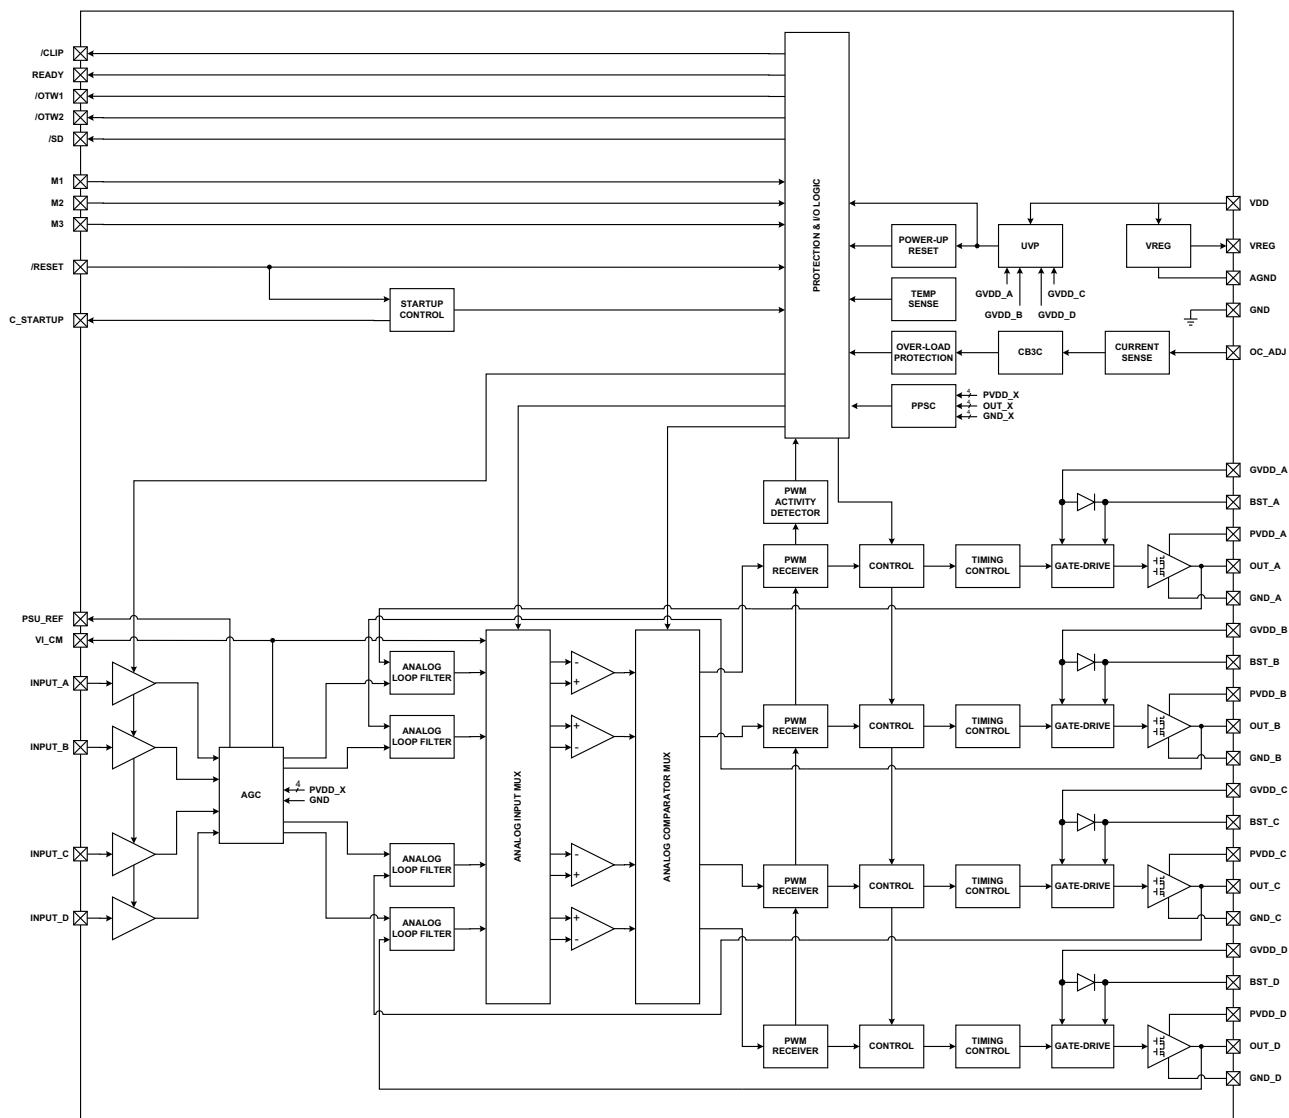 /CLIP
READY
/OTW1
/OTW2
/SD
M1
M2
M3
/RESET
C_STARTUP
STARTUP
CONTROL
PROTECTION & I/O LOGIC
POWER-UP
RESET
UVP
VREG
GVDD_A
GVDD_C
GVDD_B
GVDD_D
TEMP
SENSE
OVER-LOAD
PROTECTION
CB3C
CURRENT
SENSE
PPSC
4
PVDD_X
4
OUT_X
4
GND_X
VDD
VREG
AGND
GND
OC_ADJ
PWM
ACTIVITY
DETECTOR
PWM
RECEIVER
CONTROL
TIMING
CONTROL
GATE-DRIVE
GVDD_A
BST_A
PVDD_A
OUT_A
GND_A
PSU_REF
VI_CM
INPUT_A
INPUT_B
INPUT_C
INPUT_D
AGC
4
PVDD_X
GND
ANALOG
LOOP FILTER
ANALOG
LOOP FILTER
ANALOG
LOOP FILTER
ANALOG
LOOP FILTER
ANALOG INPUT MUX
-
+
+
-
-
+
+
-
ANALOG COMPARATOR MUX
PWM
RECEIVER
CONTROL
TIMING
CONTROL
GATE-DRIVE
GVDD_B
BST_B
PVDD_B
OUT_B
GND_B
PWM
RECEIVER
CONTROL
TIMING
CONTROL
GATE-DRIVE
GVDD_C
BST_C
PVDD_C
OUT_C
GND_C
PWM
RECEIVER
CONTROL
TIMING
CONTROL
GATE-DRIVE
GVDD_D
BST_D
PVDD_D
OUT_D
GND_D